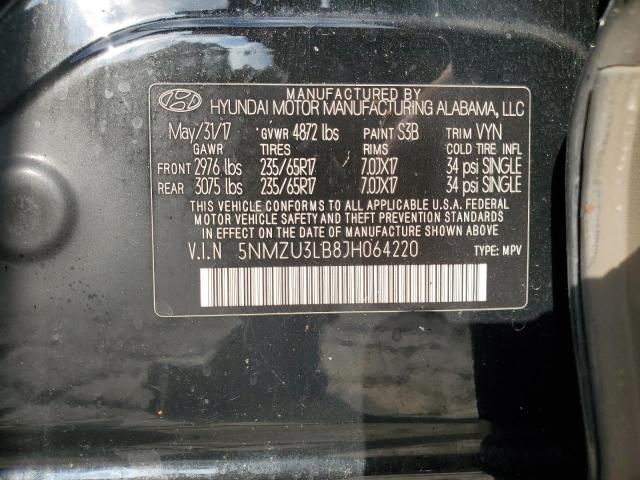 MANUFACTURED BY
HYUNDAI MOTOR MANUFACTURING ALABAMA, LLC
May/31/17 GVWR 4872 lbs PAINT S3B TRIM VYN
GAWR TIRES RIMS COLD TIRE INFL
FRONT 2976 lbs 235/65R17 7.0JX17 34 psi SINGLE
REAR 3075 lbs 235/65R17 7.0JX17 34 psi SINGLE
THIS VEHICLE CONFORMS TO ALL APPLICABLE U.S.A. FEDERAL
MOTOR VEHICLE SAFETY AND THEFT PREVENTION STANDARDS
IN EFFECT ON THE DATE OF MANUFACTURE SHOWN ABOVE.
V.I.N 5NMZU3LB8JH064220 TYPE: MPV